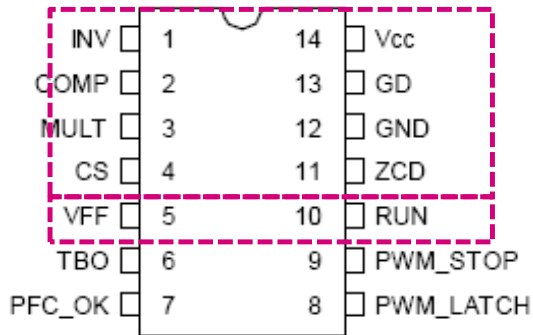 INV 1 14 Vcc
COMP 2 13 GD
MULT 3 12 GND
CS 4 11 ZCD
VFF 5 10 RUN
TBO 6 9 PWM_STOP
PFC_OK 7 8 PWM_LATCH